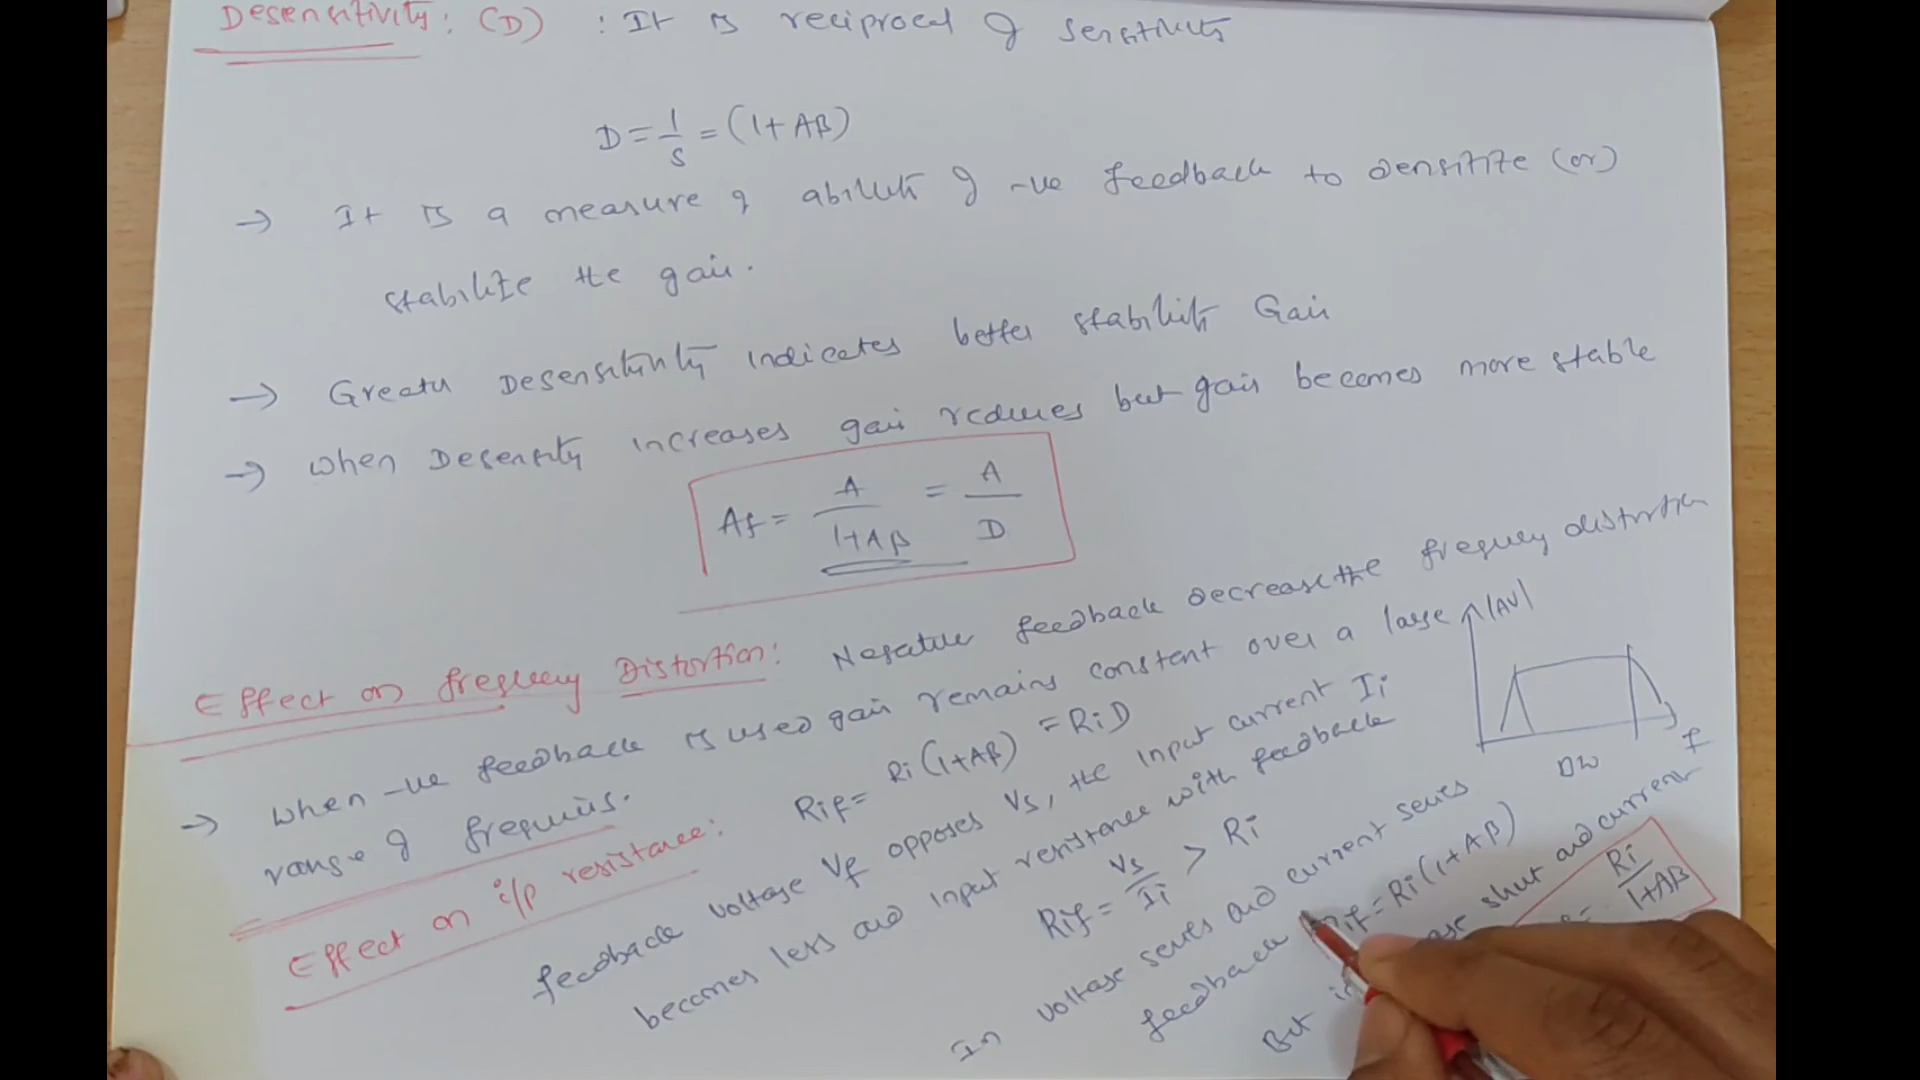 Desensitivity: (D) : It is reciprocal of sensitivity
D = 1/S = (1+Aβ)
→ It is a measure of ability of -ve feedback to densitite (or)
stabilize the gain.
→ Greater Desensitivity indicates better stability Gain
→ When Desensity increases gain reduces but gain becomes more stable
Af = A/(1+Aβ) = A/D
Effect on frequency Distortion: Negative feedback decrease the frequency distortion
→ When -ve feedback is used gain remains constant over a large
range of frequencies.
|AV|
f
BW
Effect on i/p resistance: Rif = Ri(1+Aβ) = RiD
feedback voltage Vf opposes Vs, the Input current Ii
becomes less and input resistance with feedback
Rif = Vs/Ii > Ri
In voltage series and current series
feedback Rif = Ri(1+Aβ)
But in shunt and current
= Ri/(1+Aβ)